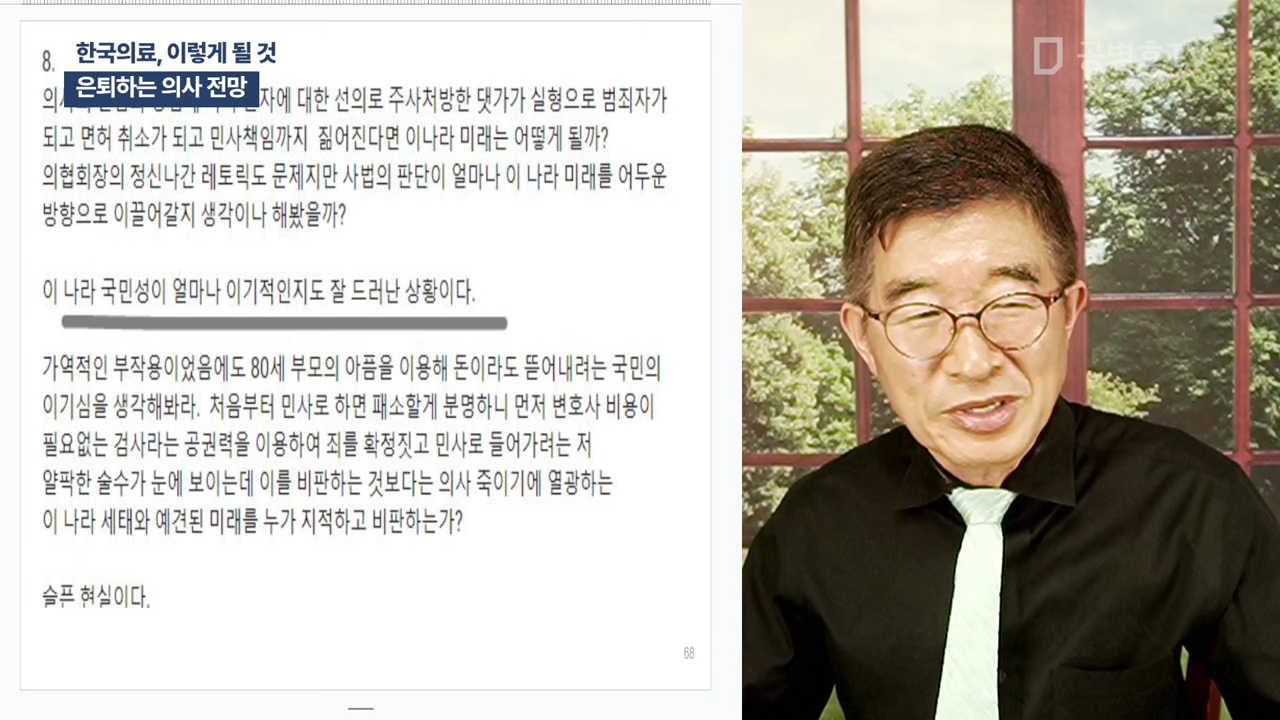 한국의료, 이렇게 될 것
은퇴하는 의사 전망
8.
자에 대한 선의로 주사처방한 댓가가 실형으로 범죄자가
되고 면허 취소가 되고 민사책임까지 짊어진다면 이나라 미래는 어떻게 될까?
의협회장의 정신나간 레토릭도 문제지만 사법의 판단이 얼마나 이 나라 미래를 어두운
방향으로 이끌어갈지 생각이나 해봤을까?
이 나라 국민성이 얼마나 이기적인지도 잘 드러난 상황이다.
가역적인 부작용이었음에도 80세 부모의 아픔을 이용해 돈이라도 뜯어내려는 국민의
이기심을 생각해봐라. 처음부터 민사로 하면 패소할게 분명하니 먼저 변호사 비용이
필요없는 검사라는 공권력을 이용하여 죄를 확정짓고 민사로 들어가려는 저
얄팍한 술수가 눈에 보이는데 이를 비판하는 것보다는 의사 죽이기에 열광하는
이 나라 세태와 예견된 미래를 누가 지적하고 비판하는가?
슬픈 현실이다.
68
공병호TV